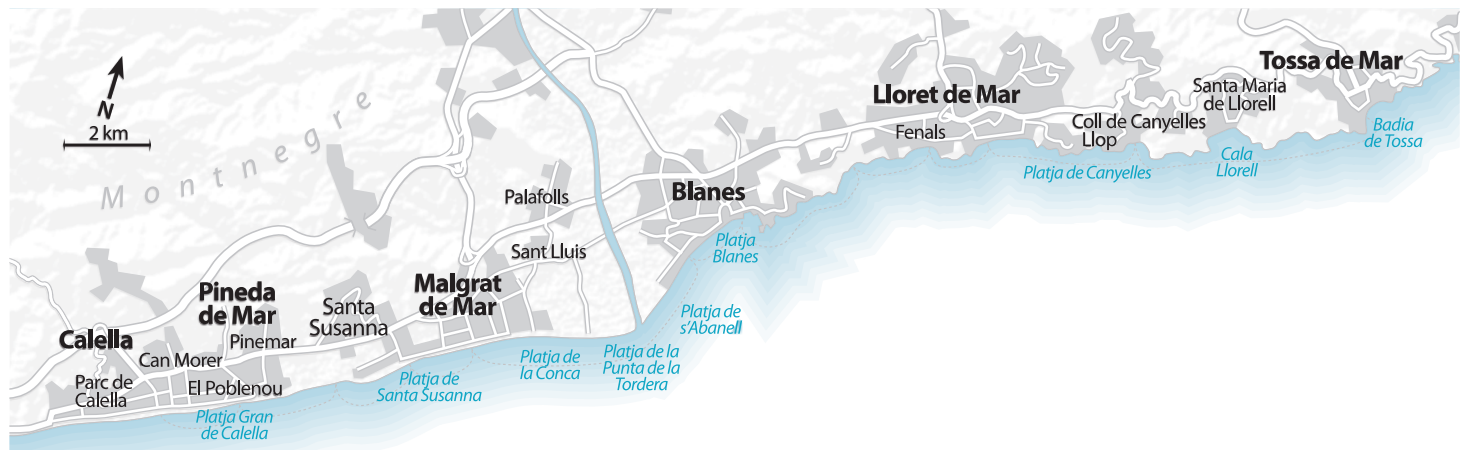 N
2 km
Montnegre
Calella
Parc de
Calella
Can Morer
El Poblenou
Pineda
de Mar
Pinemar
Platja Gran
de Calella
Santa
Susanna
Malgrat
de Mar
Platja de
Santa Susanna
Palafolls
Sant Lluis
Platja de
la Conca
Platja de la
Punta de la
Tordera
Blanes
Platja
Blanes
Platja de
s'Abanell
Lloret de Mar
Fenals
Coll de Canyelles
Llop
Platja de Canyelles
Santa Maria
de Llorell
Cala
Llorell
Tossa de Mar
Badia
de Tossa